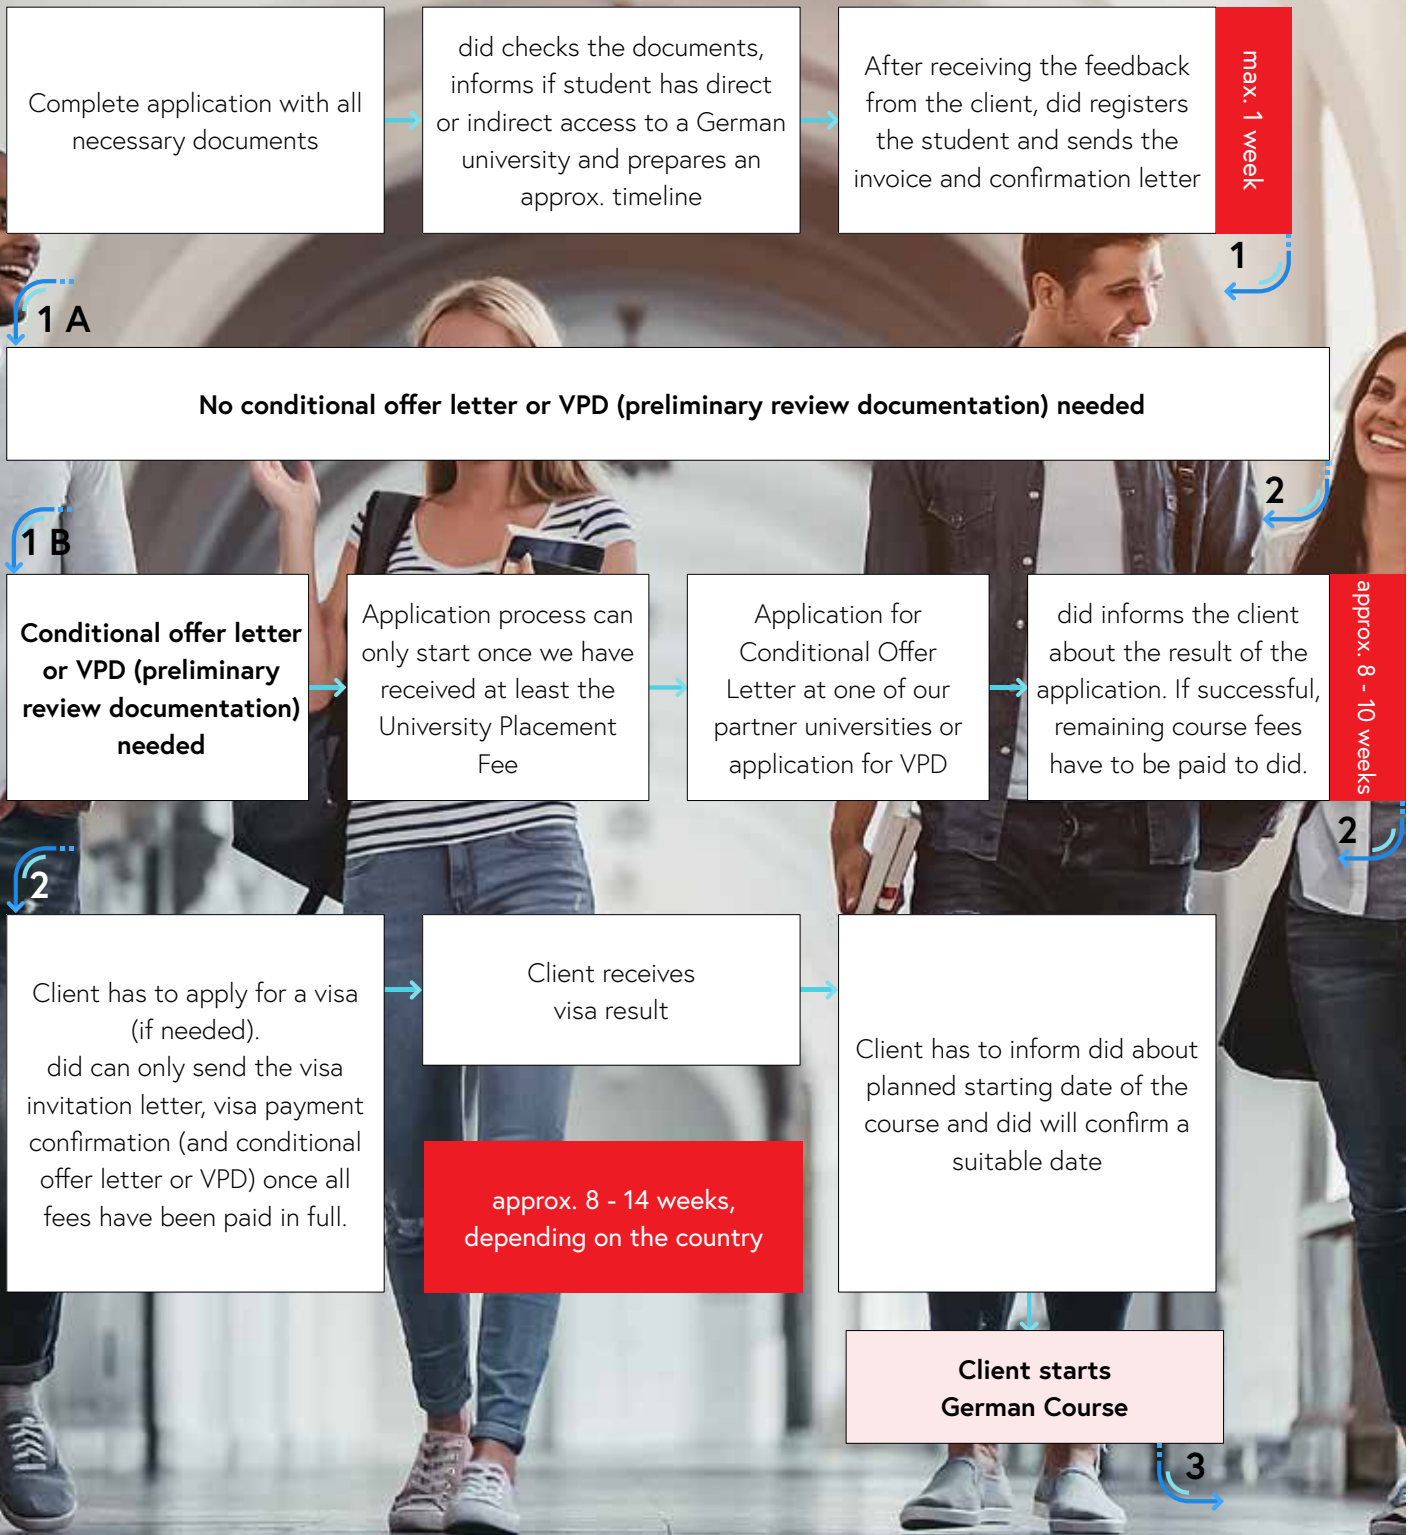 Complete application with all
necessary documents
did checks the documents,
informs if student has direct
or indirect access to a German
university and prepares an
approx. timeline
After receiving the feedback
from the client, did registers
the student and sends the
invoice and confirmation letter
max. 1 week
1
1 A
No conditional offer letter or VPD (preliminary review documentation) needed
2
1 B
Conditional offer letter
or VPD (preliminary
review documentation)
needed
Application process can
only start once we have
received at least the
University Placement
Fee
Application for
Conditional Offer
Letter at one of our
partner universities or
application for VPD
did informs the client
about the result of the
application. If successful,
remaining course fees
have to be paid to did.
approx. 8 - 10 weeks
2
2
Client has to apply for a visa
(if needed).
did can only send the visa
invitation letter, visa payment
confirmation (and conditional
offer letter or VPD) once all
fees have been paid in full.
Client receives
visa result
approx. 8 - 14 weeks,
depending on the country
Client has to inform did about
planned starting date of the
course and did will confirm a
suitable date
Client starts
German Course
3